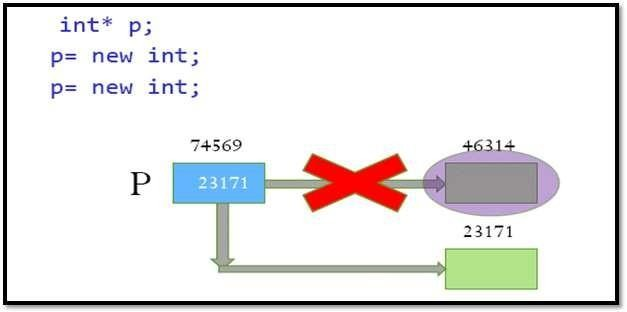 int* p;
p= new int;
p= new int;
74569
46314
P
23171
23171